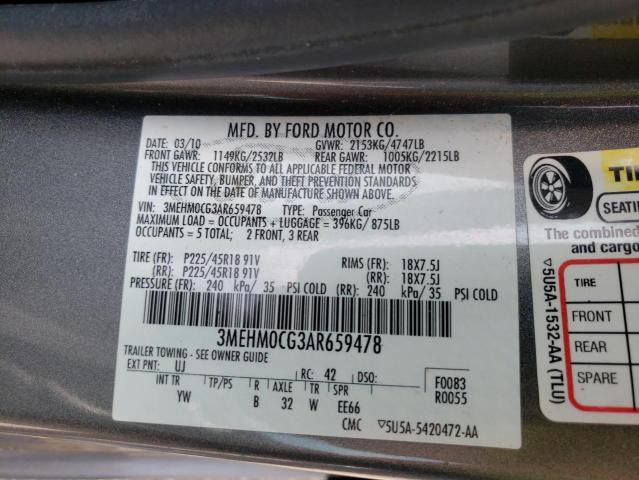 MFD. BY FORD MOTOR CO.
DATE: 03/10 GVWR: 2153KG/4747LB
FRONT GAWR: 1149KG/2532LB REAR GAWR: 1005KG/2215LB
THIS VEHICLE CONFORMS TO ALL APPLICABLE FEDERAL MOTOR
VEHICLE SAFETY, BUMPER, AND THEFT PREVENTION STANDARDS
IN EFFECT ON THE DATE OF MANUFACTURE SHOWN ABOVE.
VIN: 3MEHM0CG3AR659478 TYPE: Passenger Car
MAXIMUM LOAD = OCCUPANTS + LUGGAGE = 396KG/ 875LB
OCCUPANTS = 5 TOTAL; 2 FRONT, 3 REAR
TIRE (FR): P225/45R18 91V RIMS (FR): 18X7.5J
(RR): P225/45R18 91V (RR): 18X7.5J
PRESSURE (FR): 240 kPa/ 35 PSI COLD (RR): 240 kPa/ 35 PSI COLD
3MEHM0CG3AR659478
TRAILER TOWING - SEE OWNER GUIDE
EXT PNT: UJ RC: 42 DSO: F0083
INT TR TP/PS R AXLE TR SPR R0055
YW B 32 W EE66
CMC ▽5U5A-5420472-AA
TI
SEATI
The combined
and cargo
TIRE
FRONT
REAR
SPARE
▽5U5A-1532-AA (TLU)